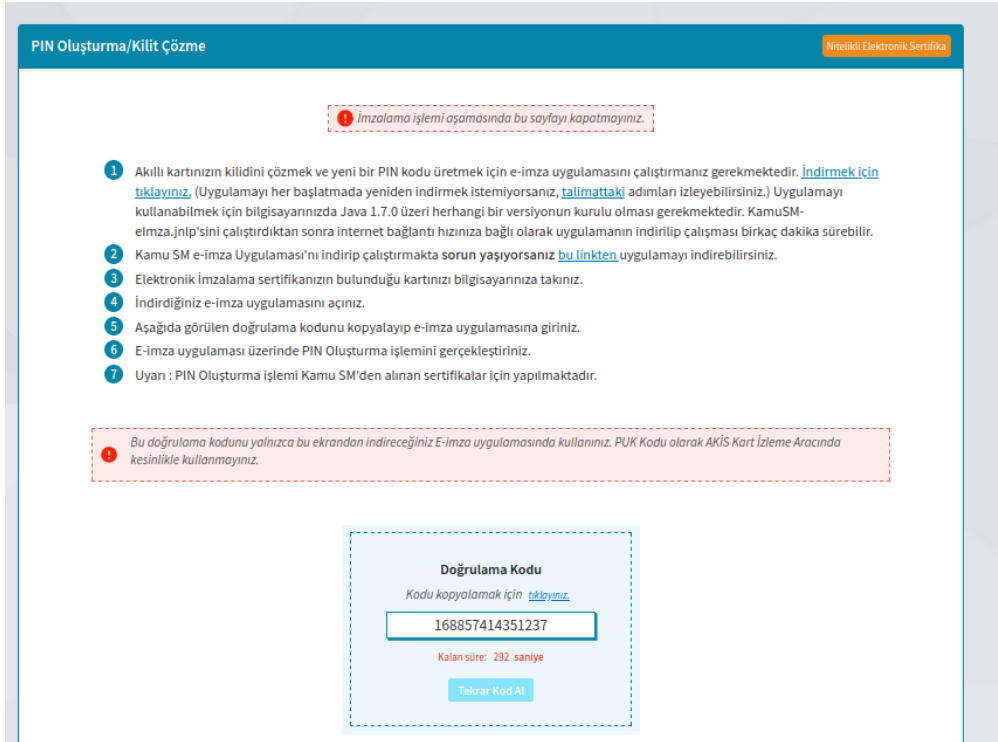 PIN Oluşturma/Kilit Çözme
Nitelikli Elektronik Sertifika
İmzalama işlemi aşamasında bu sayfayı kapatmayınız.
1 Akıllı kartınızın kilidini çözmek ve yeni bir PIN kodu üretmek için e-imza uygulamasını çalıştırmanız gerekmektedir. İndirmek için
tıklayınız. (Uygulamayı her başlatmada yeniden indirmek istemiyorsanız, talimattaki adımları izleyebilirsiniz.) Uygulamayı
kullanabilmek için bilgisayarınızda Java 1.7.0 üzeri herhangi bir versiyonun kurulu olması gerekmektedir. KamuSM-
eImza.jnlp'sini çalıştırdıktan sonra internet bağlantı hızınıza bağlı olarak uygulamanın indirilip çalışması birkaç dakika sürebilir.
2 Kamu SM e-imza Uygulaması'nı indirip çalıştırmakta sorun yaşıyorsanız bu linkten uygulamayı indirebilirsiniz.
3 Elektronik İmzalama sertifikanızın bulunduğu kartınızı bilgisayarınıza takınız.
4 İndirdiğiniz e-imza uygulamasını açınız.
5 Aşağıda görülen doğrulama kodunu kopyalayıp e-imza uygulamasına giriniz.
6 E-imza uygulaması üzerinde PIN Oluşturma işlemini gerçekleştiriniz.
7 Uyarı : PIN Oluşturma işlemi Kamu SM'den alınan sertifikalar için yapılmaktadır.
Bu doğrulama kodunu yalnızca bu ekrandan indireceğiniz E-imza uygulamasında kullanınız. PUK Kodu olarak AKİS Kart İzleme Aracında
kesinlikle kullanmayınız.
Doğrulama Kodu
Kodu kopyalamak için tıklayınız.
168857414351237
Kalan süre: 292 saniye
Tekrar Kod Al